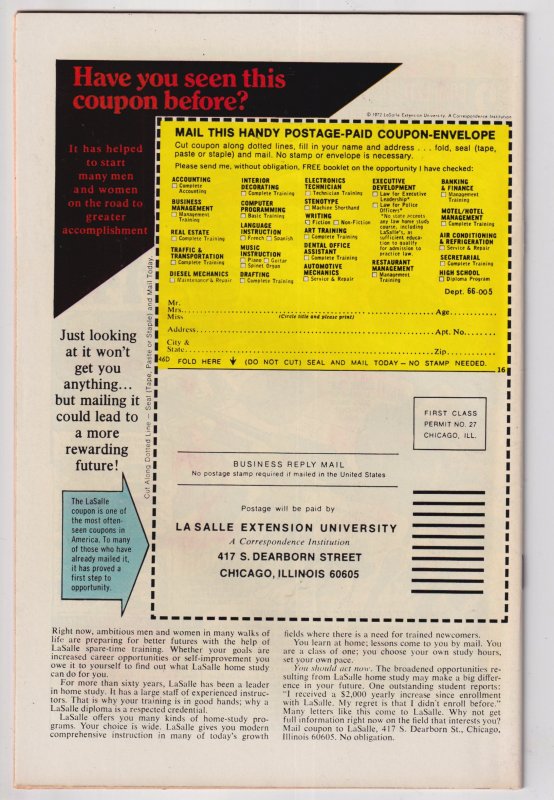 Have you seen this
coupon before?
© 1972 LaSalle Extension University. A Correspondence Institution
It has helped
to start
many men
and women
on the road to
greater
accomplishment
MAIL THIS HANDY POSTAGE-PAID COUPON-ENVELOPE
Cut coupon along dotted lines, fill in your name and address . . . fold, seal (tape,
paste or staple) and mail. No stamp or envelope is necessary.
Please send me, without obligation, FREE booklet on the opportunity I have checked:
ACCOUNTING
Complete
Accounting
BUSINESS
MANAGEMENT
Management
Training
REAL ESTATE
Complete Training
TRAFFIC &
TRANSPORTATION
Complete Training
DIESEL MECHANICS
Maintenance & Repair
INTERIOR
DECORATING
Complete Training
COMPUTER
PROGRAMMING
Basic Training
LANGUAGE
INSTRUCTION
French Spanish
MUSIC
INSTRUCTION
Piano Guitar
Spinet Organ
DRAFTING
Complete Training
ELECTRONICS
TECHNICIAN
Technician Training
STENOTYPE
Machine Shorthand
WRITING
Fiction Non-Fiction
ART TRAINING
Complete Training
DENTAL OFFICE
ASSISTANT
Complete Training
AUTOMOTIVE
MECHANICS
Service & Repair
EXECUTIVE
DEVELOPMENT
Law for Executive
Leadership*
Law for Police
Officers*
*No state accepts
any law home study
course, including
LaSalle's, as
sufficient educa-
tion to qualify
for admission to
practice law.
RESTAURANT
MANAGEMENT
Management
Training
BANKING
& FINANCE
Management
Training
MOTEL/HOTEL
MANAGEMENT
Complete Training
AIR CONDITIONING
& REFRIGERATION
Service & Repair
SECRETARIAL
Complete Training
HIGH SCHOOL
Diploma Program
Dept. 66-005
Mr.
Mrs.
Miss
(Circle title and please print)
Age
Address
Apt. No.
City &
State
Zip
46D FOLD HERE (DO NOT CUT) SEAL AND MAIL TODAY — NO STAMP NEEDED.
16
Cut Along Dotted Line — Seal (Tape, Paste or Staple) and Mail Today
Just looking
at it won't
get you
anything...
but mailing it
could lead to
a more
rewarding
future!
The LaSalle
coupon is one of
the most often-
seen coupons in
America. To many
of those who have
already mailed it,
it has proved a
first step to
opportunity.
FIRST CLASS
PERMIT NO. 27
CHICAGO, ILL.
BUSINESS REPLY MAIL
No postage stamp required if mailed in the United States
Postage will be paid by
LA SALLE EXTENSION UNIVERSITY
A Correspondence Institution
417 S. DEARBORN STREET
CHICAGO, ILLINOIS 60605
Right now, ambitious men and women in many walks of
life are preparing for better futures with the help of
LaSalle spare-time training. Whether your goals are
increased career opportunities or self-improvement you
owe it to yourself to find out what LaSalle home study
can do for you.
For more than sixty years, LaSalle has been a leader
in home study. It has a large staff of experienced instruc-
tors. That is why your training is in good hands; why a
LaSalle diploma is a respected credential.
LaSalle offers you many kinds of home-study pro-
grams. Your choice is wide. LaSalle gives you modern
comprehensive instruction in many of today's growth
fields where there is a need for trained newcomers.
You learn at home; lessons come to you by mail. You
are a class of one; you choose your own study hours,
set your own pace.
You should act now. The broadened opportunities re-
sulting from LaSalle home study may make a big differ-
ence in your future. One outstanding student reports:
"I received a $2,000 yearly increase since enrollment
with LaSalle. My regret is that I didn't enroll before."
Many letters like this come to LaSalle. Why not get
full information right now on the field that interests you?
Mail coupon to LaSalle, 417 S. Dearborn St., Chicago,
Illinois 60605. No obligation.